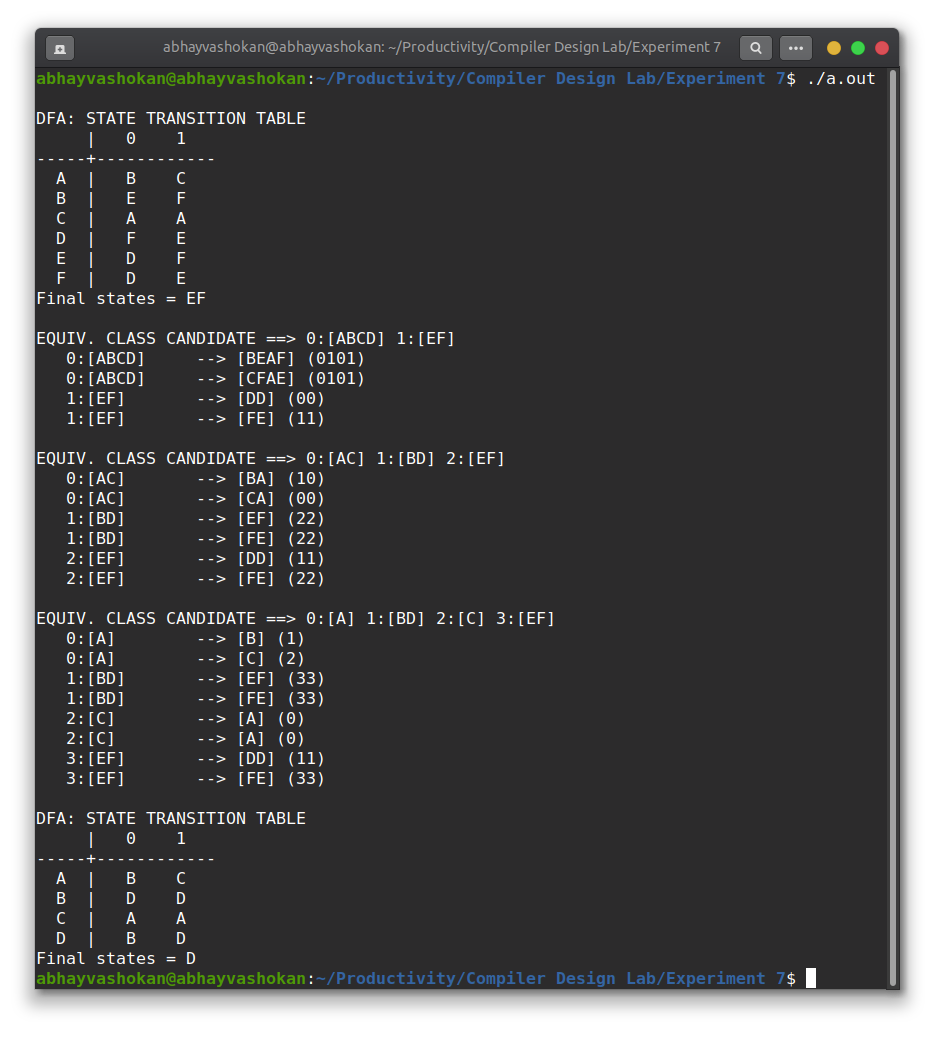 abhayvashokan@abhayvashokan: ~/Productivity/Compiler Design Lab/Experiment 7
abhayvashokan@abhayvashokan:~/Productivity/Compiler Design Lab/Experiment 7$ ./a.out

DFA: STATE TRANSITION TABLE
     |   0    1
-----+------------
  A  |   B    C
  B  |   E    F
  C  |   A    A
  D  |   F    E
  E  |   D    F
  F  |   D    E
Final states = EF

EQUIV. CLASS CANDIDATE ==> 0:[ABCD] 1:[EF]
   0:[ABCD]     --> [BEAF] (0101)
   0:[ABCD]     --> [CFAE] (0101)
   1:[EF]       --> [DD] (00)
   1:[EF]       --> [FE] (11)

EQUIV. CLASS CANDIDATE ==> 0:[AC] 1:[BD] 2:[EF]
   0:[AC]       --> [BA] (10)
   0:[AC]       --> [CA] (00)
   1:[BD]       --> [EF] (22)
   1:[BD]       --> [FE] (22)
   2:[EF]       --> [DD] (11)
   2:[EF]       --> [FE] (22)

EQUIV. CLASS CANDIDATE ==> 0:[A] 1:[BD] 2:[C] 3:[EF]
   0:[A]        --> [B] (1)
   0:[A]        --> [C] (2)
   1:[BD]       --> [EF] (33)
   1:[BD]       --> [FE] (33)
   2:[C]        --> [A] (0)
   2:[C]        --> [A] (0)
   3:[EF]       --> [DD] (11)
   3:[EF]       --> [FE] (33)

DFA: STATE TRANSITION TABLE
     |   0    1
-----+------------
  A  |   B    C
  B  |   D    D
  C  |   A    A
  D  |   B    D
Final states = D
abhayvashokan@abhayvashokan:~/Productivity/Compiler Design Lab/Experiment 7$